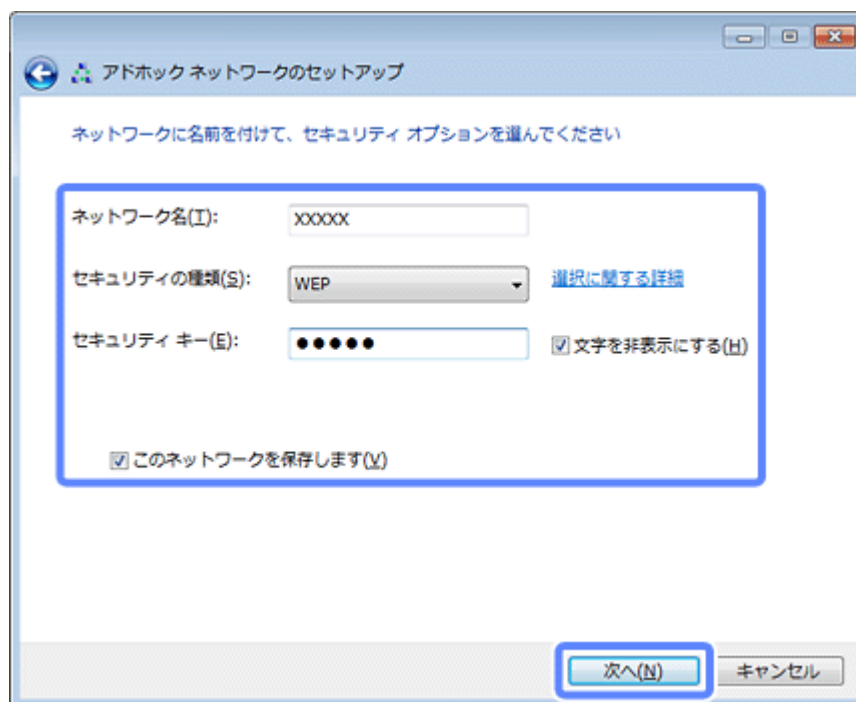 アドホック ネットワークのセットアップ
ネットワークに名前を付けて、セキュリティ オプションを選んでください
ネットワーク名(T): XXXXX
セキュリティの種類(S): WEP 選択に関する詳細
セキュリティ キー(E): ●●●●● 文字を非表示にする(H)
このネットワークを保存します(V)
次へ(N) キャンセル